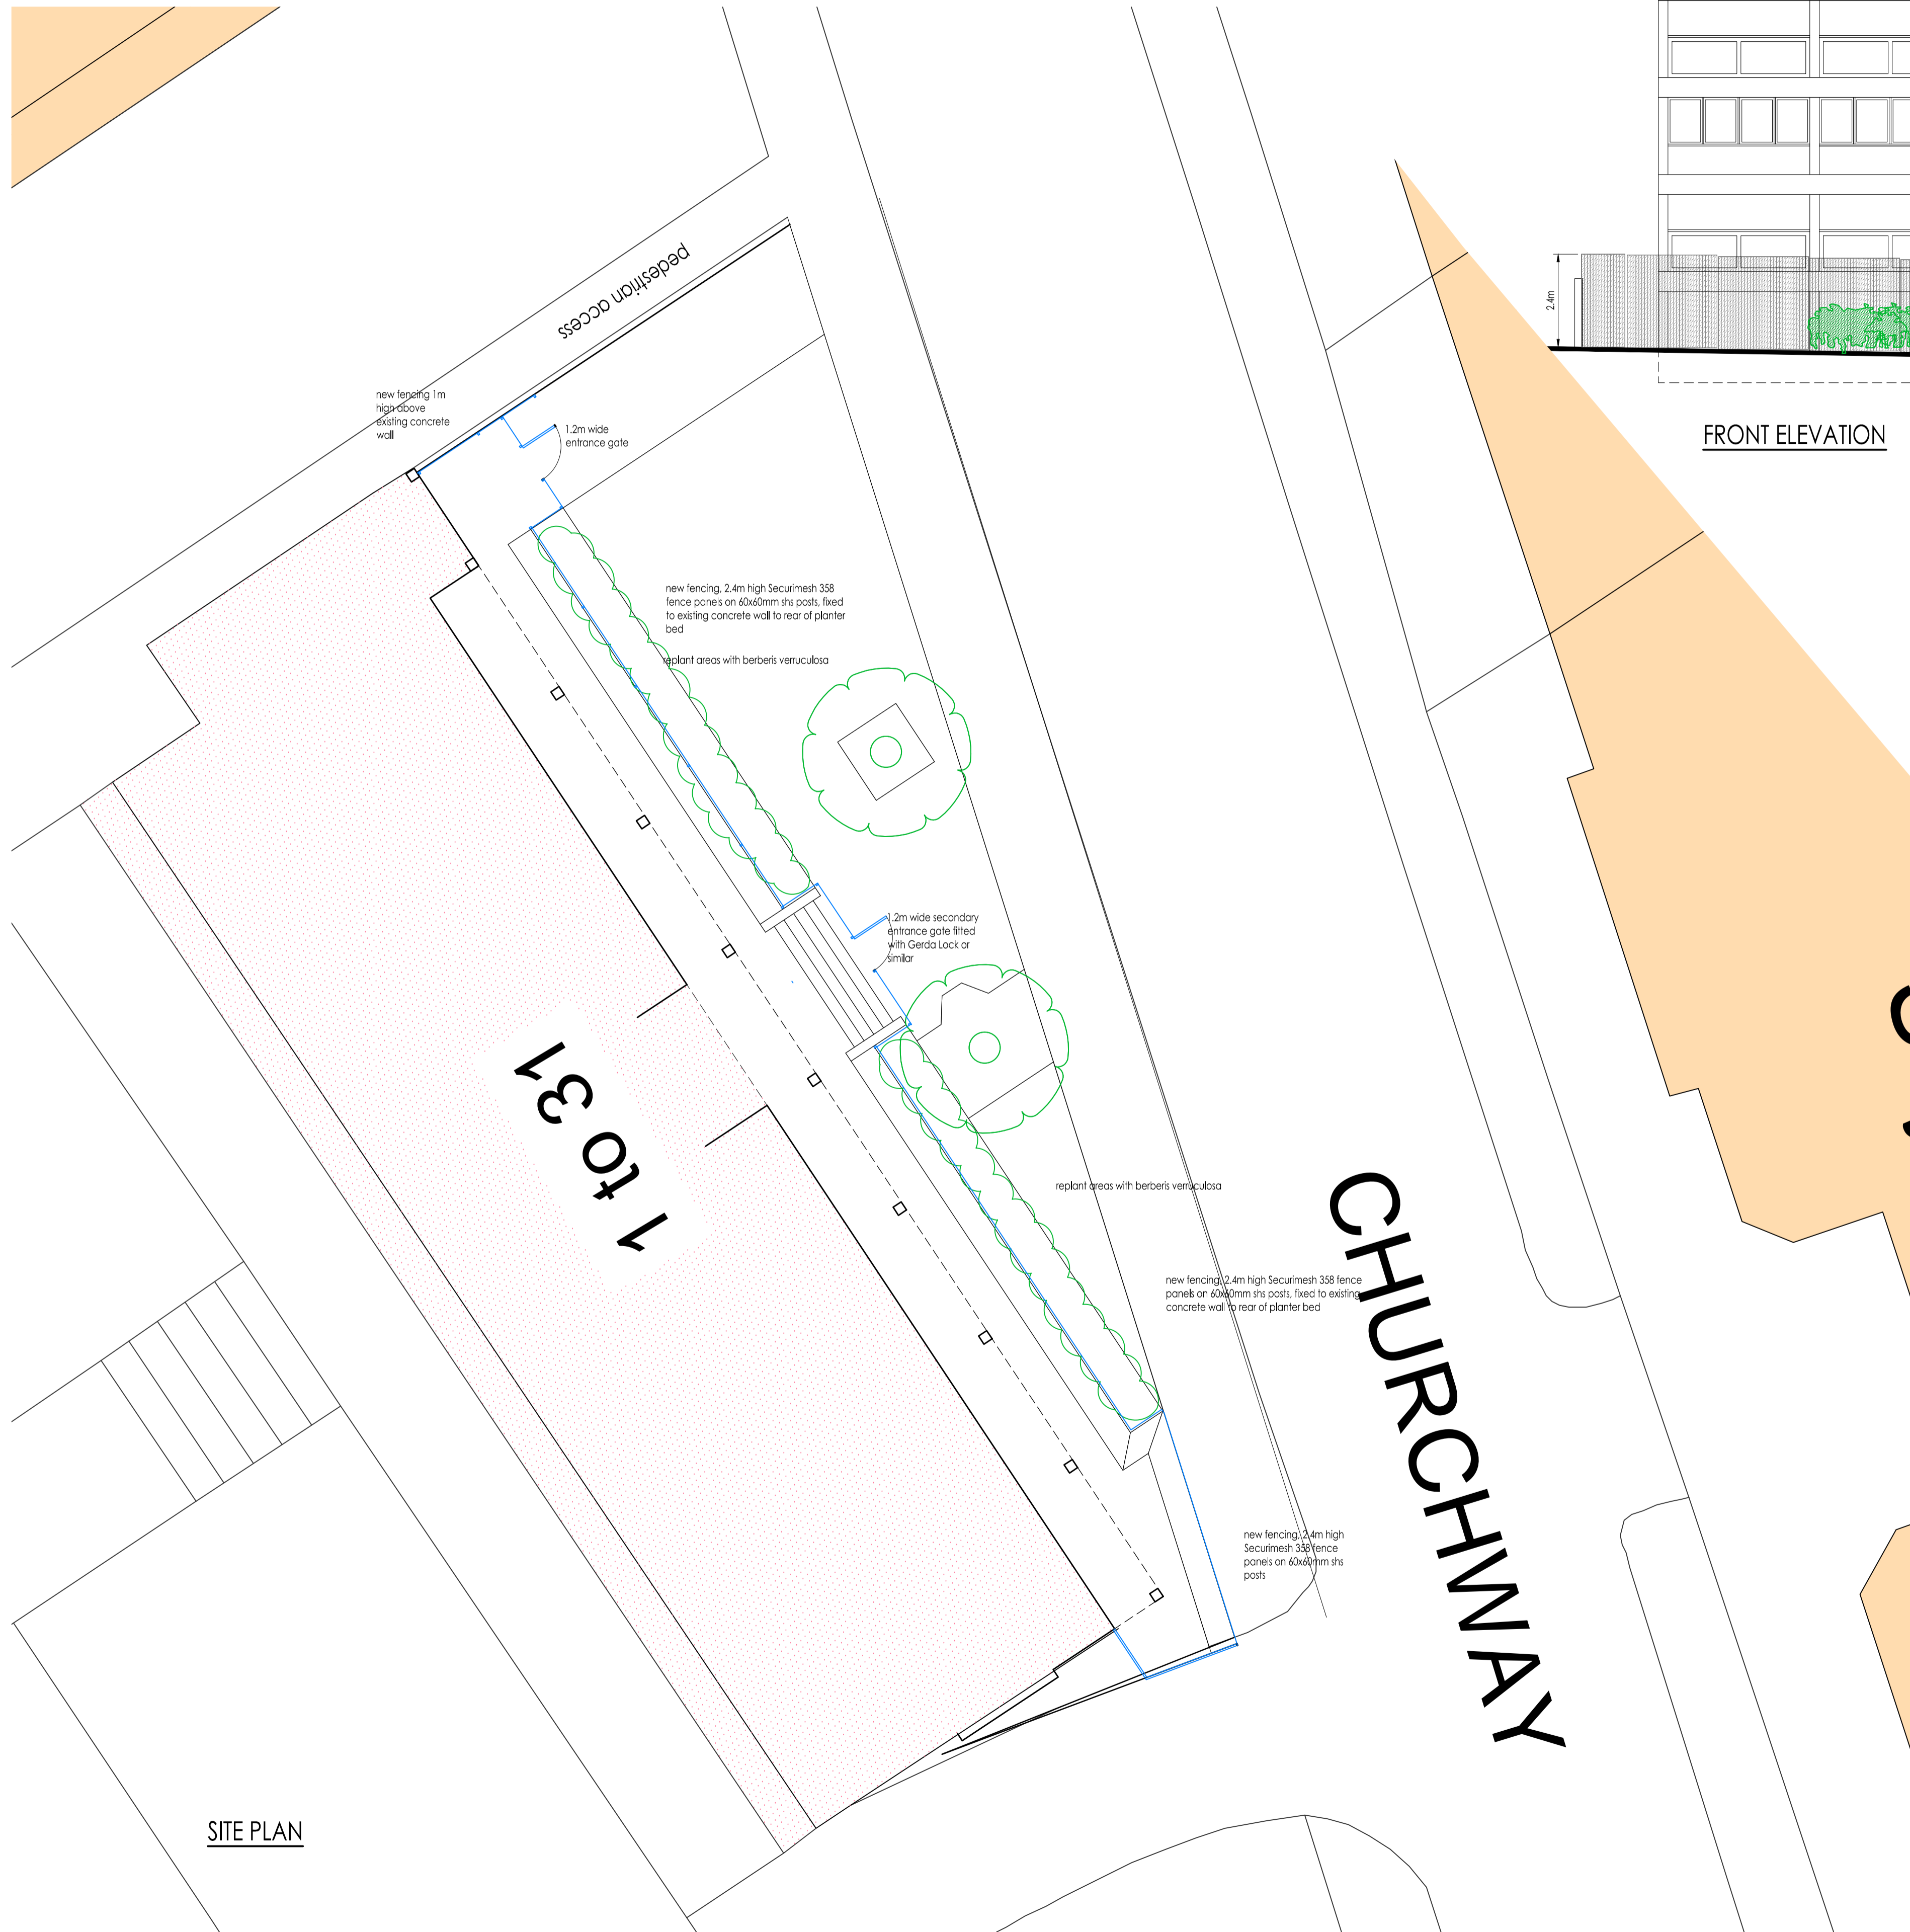 pedestrian access
new fencing 1m
high above
existing concrete
wall
1.2m wide
entrance gate
2.4m
FRONT ELEVATION
new fencing, 2.4m high Securimesh 358
fence panels on 60x60mm shs posts, fixed
to existing concrete wall to rear of planter
bed
replant areas with berberis verruculosa
1.2m wide secondary
entrance gate fitted
with Gerda Lock or
similar
1 to 31
replant areas with berberis verruculosa
new fencing, 2.4m high Securimesh 358 fence
panels on 60x60mm shs posts, fixed to existing
concrete wall to rear of planter bed
CHURCHWAY
new fencing, 2.4m high
Securimesh 358 fence
panels on 60x60mm shs
posts
SITE PLAN